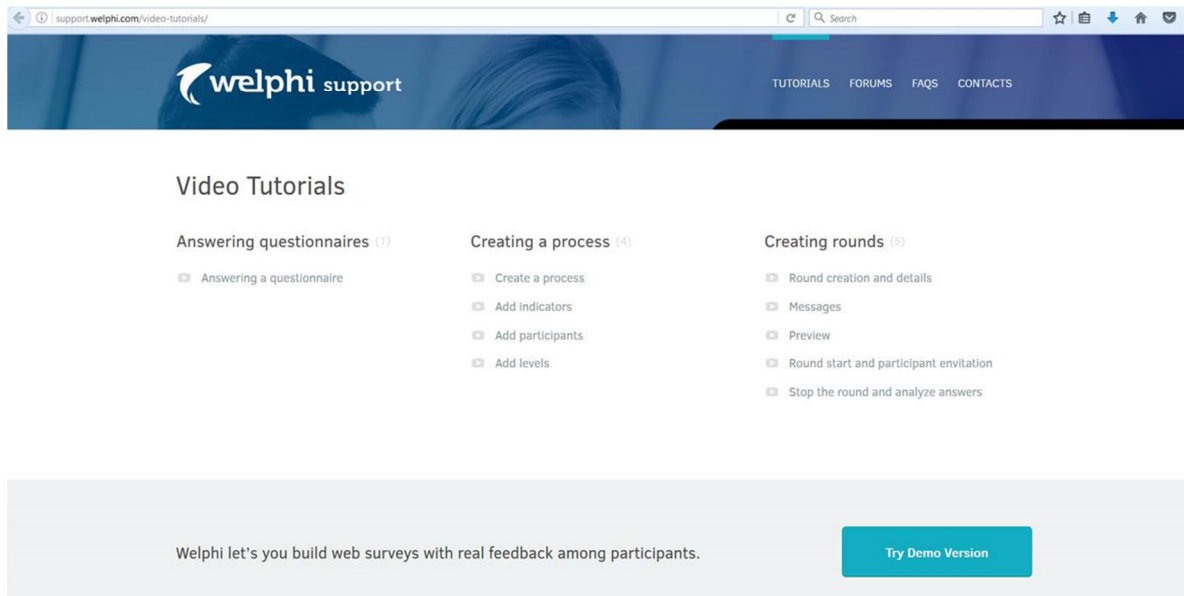 support.welphi.com/video-tutorials/
Search
welphi support
TUTORIALS FORUMS FAQS CONTACTS
Video Tutorials
Answering questionnaires (1)
Answering a questionnaire
Creating a process (4)
Create a process
Add indicators
Add participants
Add levels
Creating rounds (5)
Round creation and details
Messages
Preview
Round start and participant envitation
Stop the round and analyze answers
Welphi let's you build web surveys with real feedback among participants.
Try Demo Version